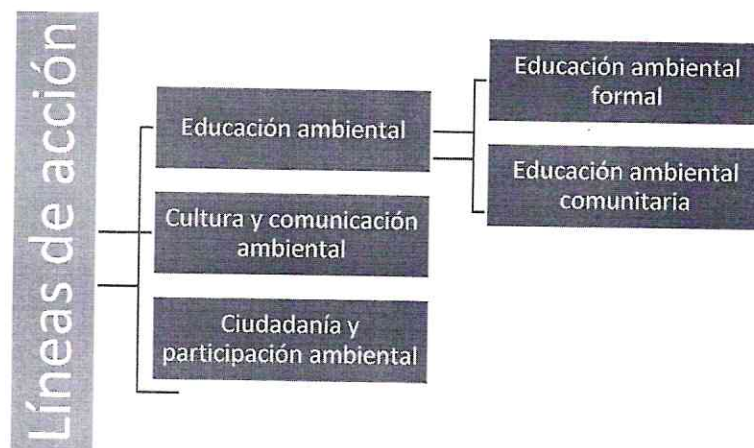 Líneas de acción
Educación ambiental
Educación ambiental
formal
Educación ambiental
comunitaria
Cultura y comunicación
ambiental
Ciudadanía y
participación ambiental